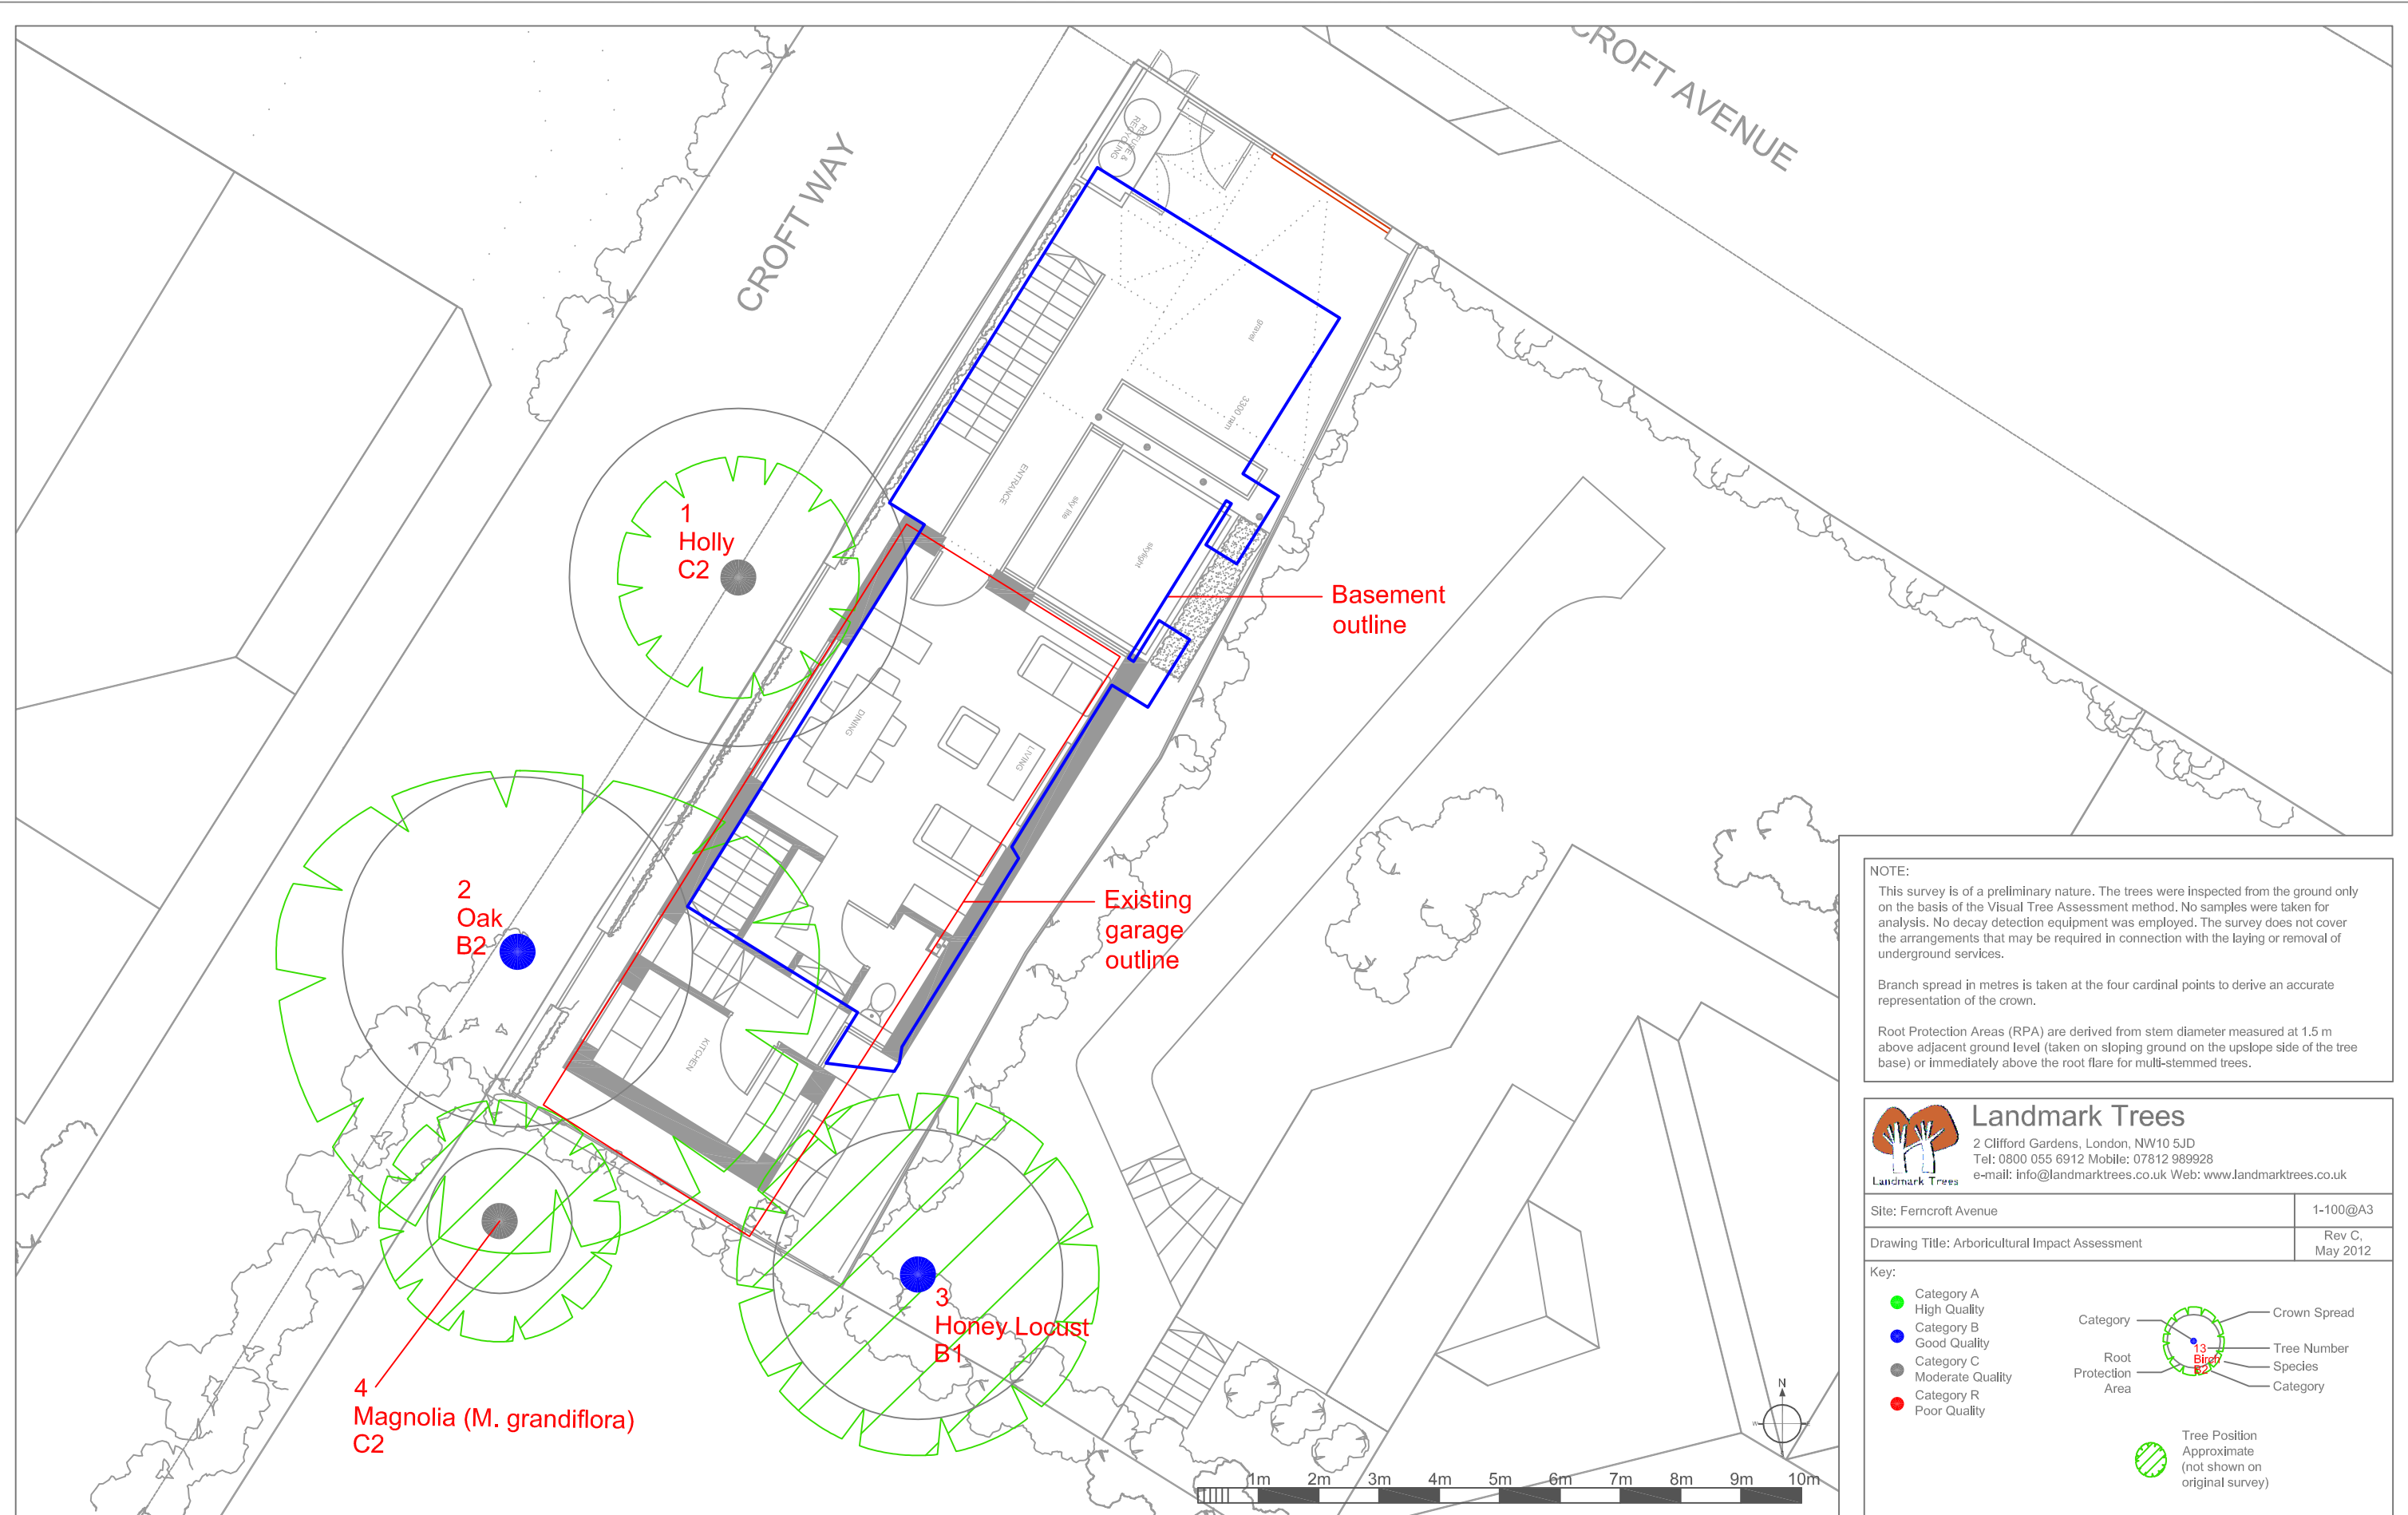 CROFT AVENUE
CROFT WAY
REFUSE &
RECYCLING
gravel
3300 mm
ENTRANCE
sky lite
skylight
1
Holly
C2
Basement
outline
DINING
LIVING
2
Oak
B2
Existing
garage
outline
KITCHEN
3
Honey Locust
B1
4
Magnolia (M. grandiflora)
C2
1m 2m 3m 4m 5m 6m 7m 8m 9m 10m
N
NOTE:
This survey is of a preliminary nature. The trees were inspected from the ground only
on the basis of the Visual Tree Assessment method. No samples were taken for
analysis. No decay detection equipment was employed. The survey does not cover
the arrangements that may be required in connection with the laying or removal of
underground services.
Branch spread in metres is taken at the four cardinal points to derive an accurate
representation of the crown.
Root Protection Areas (RPA) are derived from stem diameter measured at 1.5 m
above adjacent ground level (taken on sloping ground on the upslope side of the tree
base) or immediately above the root flare for multi-stemmed trees.
Landmark Trees
Landmark Trees
2 Clifford Gardens, London, NW10 5JD
Tel: 0800 055 6912 Mobile: 07812 989928
e-mail: info@landmarktrees.co.uk Web: www.landmarktrees.co.uk
Site: Ferncroft Avenue
1-100@A3
Drawing Title: Arboricultural Impact Assessment
Rev C,
May 2012
Key:
Category A
High Quality
Category B
Good Quality
Category C
Moderate Quality
Category R
Poor Quality
Category
Root
Protection
Area
13
Birch
B2
Crown Spread
Tree Number
Species
Category
Tree Position
Approximate
(not shown on
original survey)